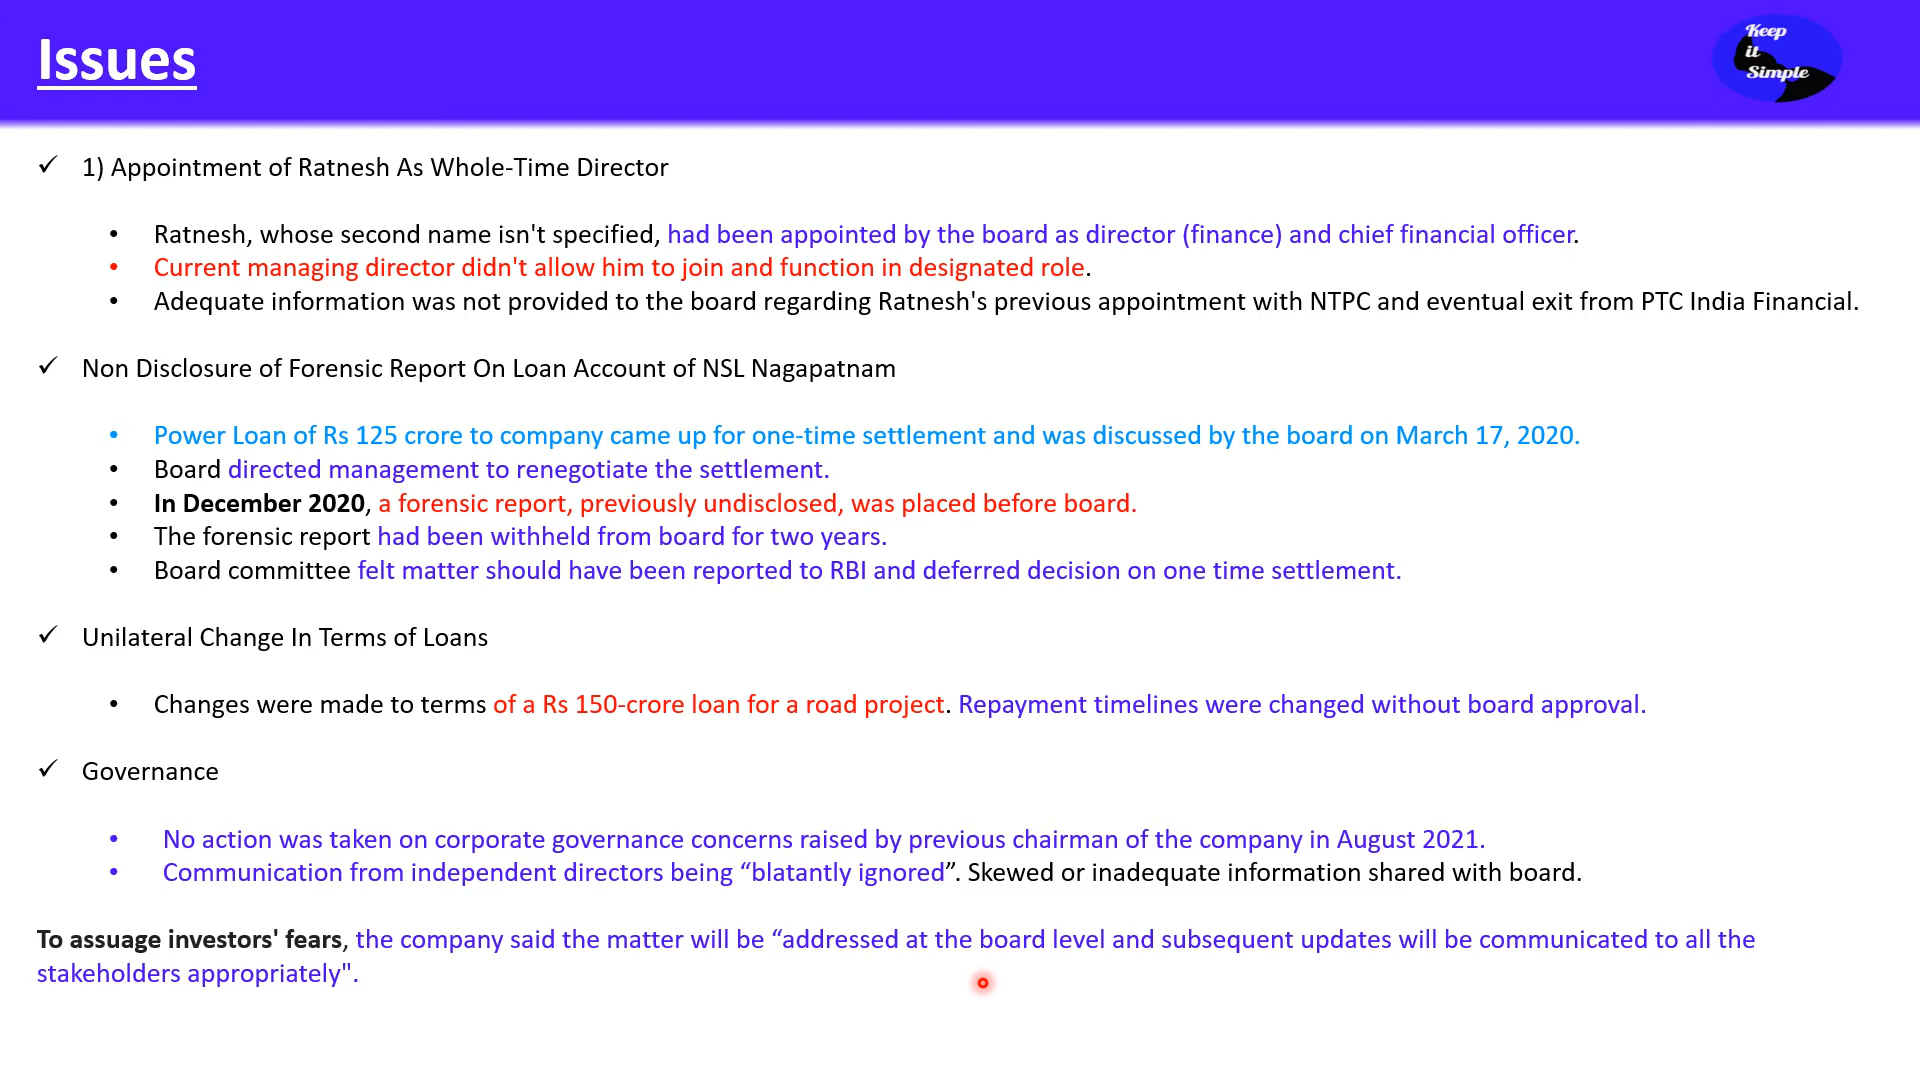 Issues
Keep
it
Simple
✓ 1) Appointment of Ratnesh As Whole-Time Director
• Ratnesh, whose second name isn't specified, had been appointed by the board as director (finance) and chief financial officer.
• Current managing director didn't allow him to join and function in designated role.
• Adequate information was not provided to the board regarding Ratnesh's previous appointment with NTPC and eventual exit from PTC India Financial.
✓ Non Disclosure of Forensic Report On Loan Account of NSL Nagapatnam
• Power Loan of Rs 125 crore to company came up for one-time settlement and was discussed by the board on March 17, 2020.
• Board directed management to renegotiate the settlement.
• In December 2020, a forensic report, previously undisclosed, was placed before board.
• The forensic report had been withheld from board for two years.
• Board committee felt matter should have been reported to RBI and deferred decision on one time settlement.
✓ Unilateral Change In Terms of Loans
• Changes were made to terms of a Rs 150-crore loan for a road project. Repayment timelines were changed without board approval.
✓ Governance
• No action was taken on corporate governance concerns raised by previous chairman of the company in August 2021.
• Communication from independent directors being “blatantly ignored”. Skewed or inadequate information shared with board.
To assuage investors' fears, the company said the matter will be “addressed at the board level and subsequent updates will be communicated to all the
stakeholders appropriately".